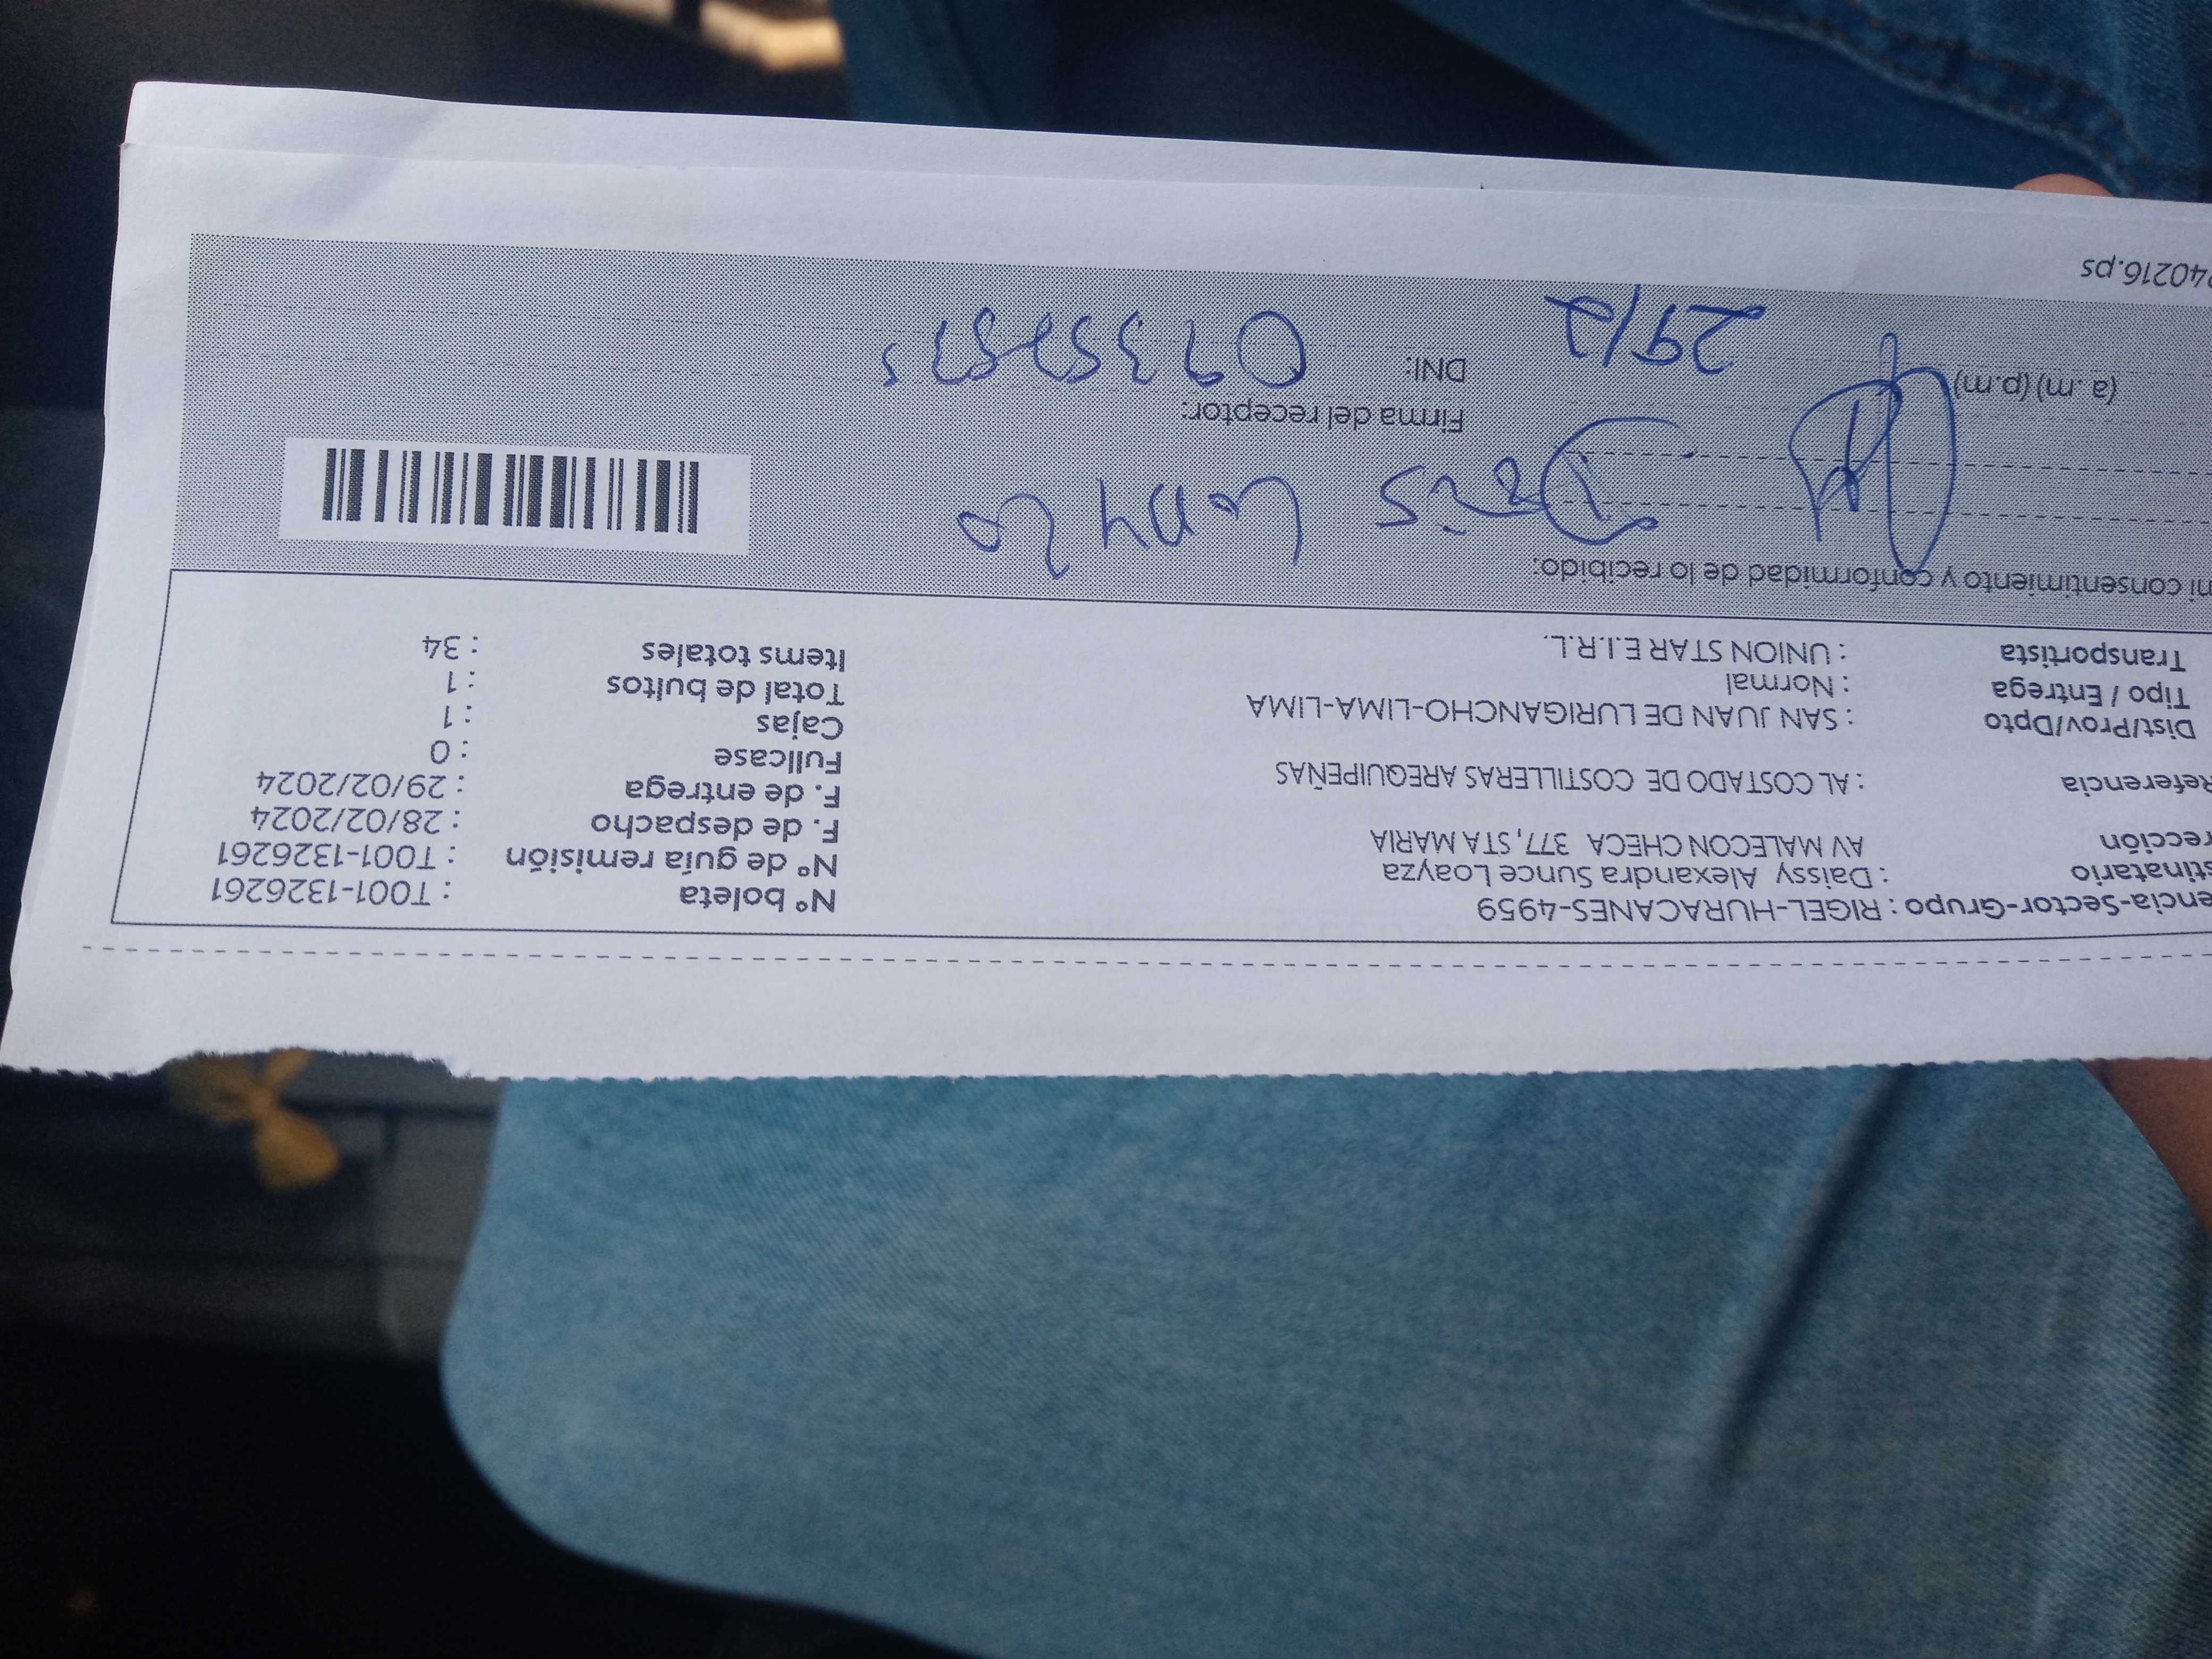 encia-Sector-Grupo : RIGEL-HURACANES-4959
stinatario : Daissy Alexandra Sunce Loayza
rección AV MALECON CHECA 377, STA MARIA
Referencia : AL COSTADO DE COSTILLERAS AREQUIPEÑAS
Dist/Prov/Dpto : SAN JUAN DE LURIGANCHO-LIMA-LIMA
Tipo / Entrega : Normal
Transportista : UNION STAR E.I.R.L.
N° boleta : T001-1326261
N° de guía remisión : T001-1326261
F. de despacho : 28/02/2024
F. de entrega : 29/02/2024
Fullcase : 0
Cajas : 1
Total de bultos : 1
Items totales : 34
mi consentimiento y conformidad de lo recibido:
Firma del receptor:
(a .m) (p.m)
DNI:
29/2
240216.ps